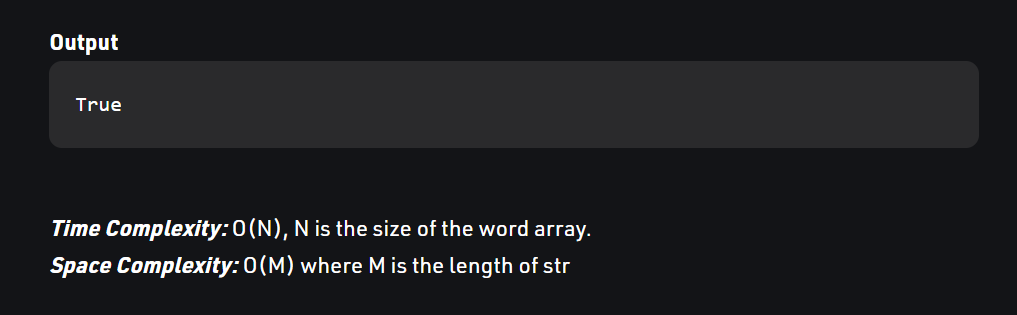 Output
True
Time Complexity: O(N), N is the size of the word array.
Space Complexity: O(M) where M is the length of str